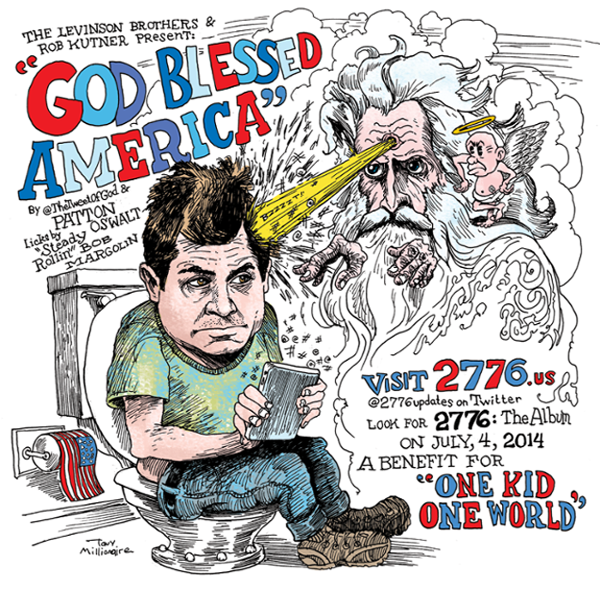 THE LEVINSON BROTHERS &
ROB KUTNER PRESENT:
"GOD BLESSED
AMERICA"
By @TheTweetOfGod &
PATTON
OSWALT
Licks by
"Steady
Rollin'" BOB
MARGOLIN
BZZZZT!
VISIT 2776.us
@2776updates on Twitter
LOOK FOR 2776: The Album
ON JULY, 4, 2014
A BENEFIT FOR
"ONE KID,
ONE WORLD"
Tony
Millionaire